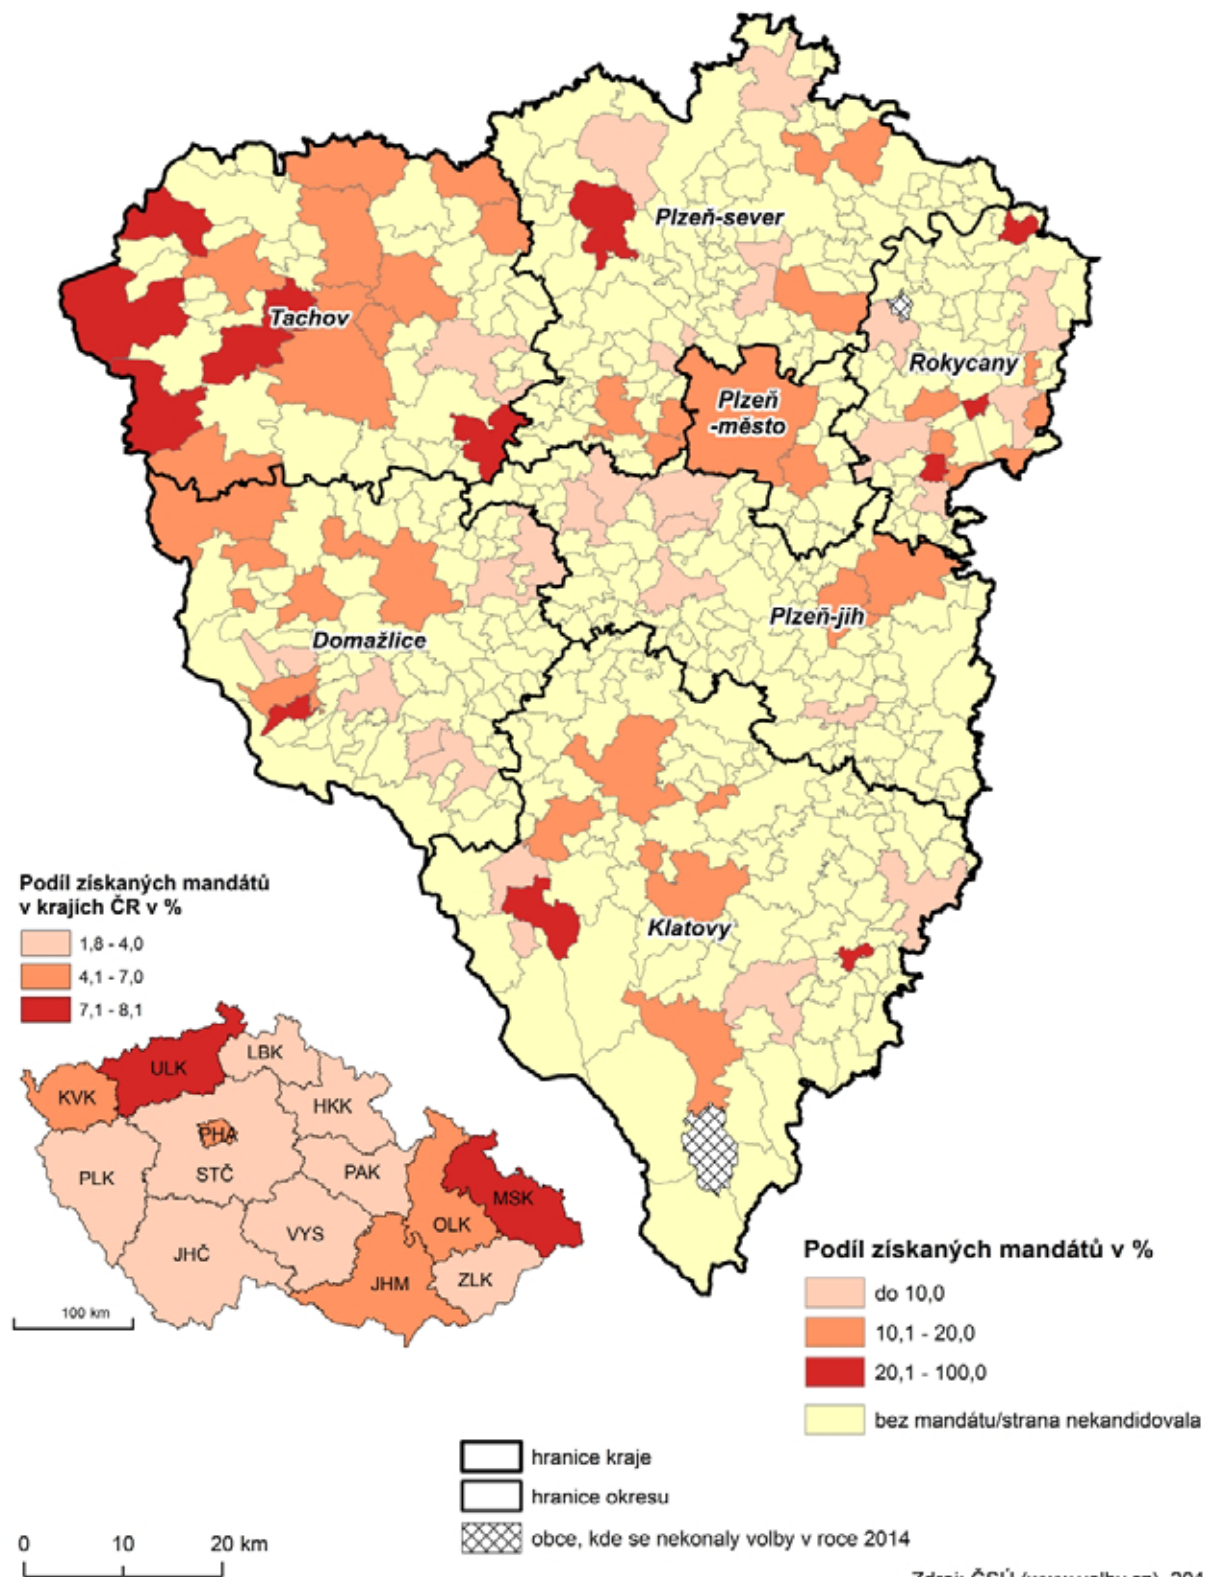 Plzeň-sever
Tachov
Rokycany
Plzeň
-město
Plzeň-jih
Domažlice
Klatovy
Podíl získaných mandátů
v krajích ČR v %
1,8 - 4,0
4,1 - 7,0
7,1 - 8,1
ULK
LBK
KVK
HKK
PHA
PLK
STČ
PAK
MSK
OLK
VYS
JHČ
JHM
ZLK
100 km
Podíl získaných mandátů v %
do 10,0
10,1 - 20,0
20,1 - 100,0
bez mandátu/strana nekandidovala
hranice kraje
hranice okresu
obce, kde se nekonaly volby v roce 2014
0 10 20 km